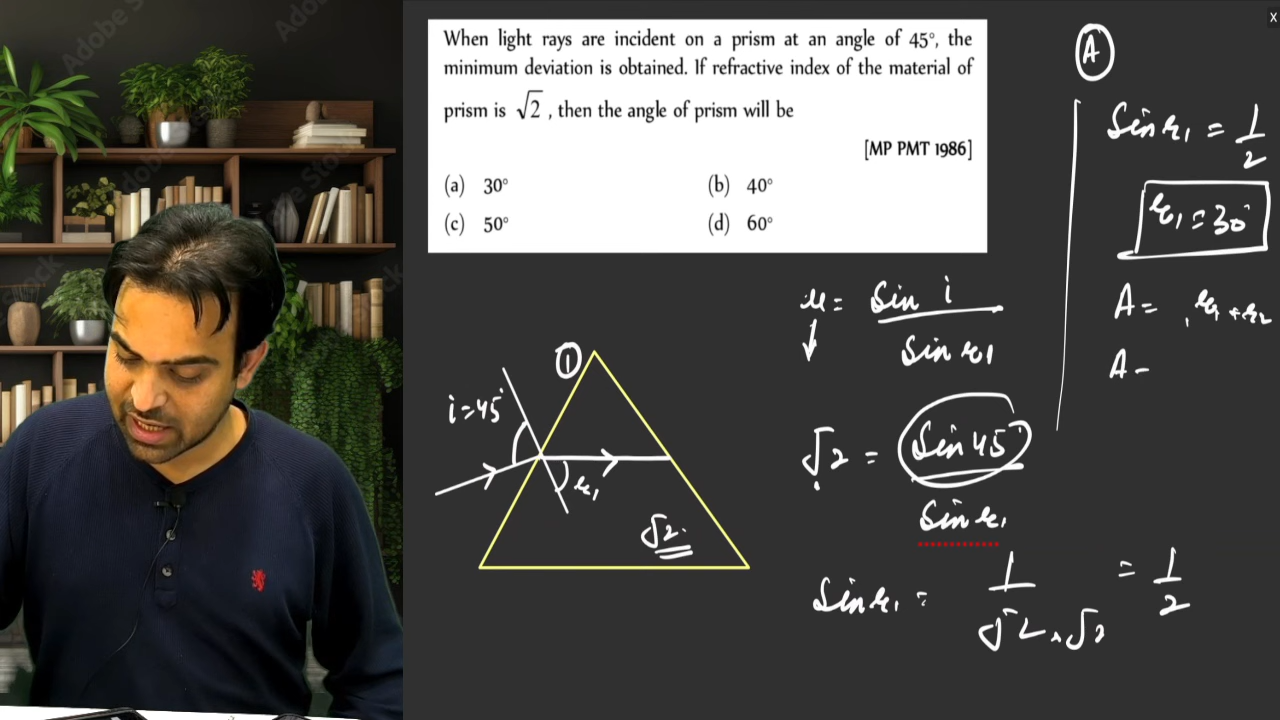 When light rays are incident on a prism at an angle of 45°, the
minimum deviation is obtained. If refractive index of the material of
prism is √2 , then the angle of prism will be
[MP PMT 1986]
(a) 30° (b) 40°
(c) 50° (d) 60°
A
Sin r₁ = 1/2
r₁ = 30°
A = r₁ + r₂
A =
μ = Sin i / Sin r₁
√2 = Sin 45° / Sin r₁
Sin r₁ = 1 / √2 × √2 = 1/2
1
i = 45°
r₁
√2
X
Adobe Stock